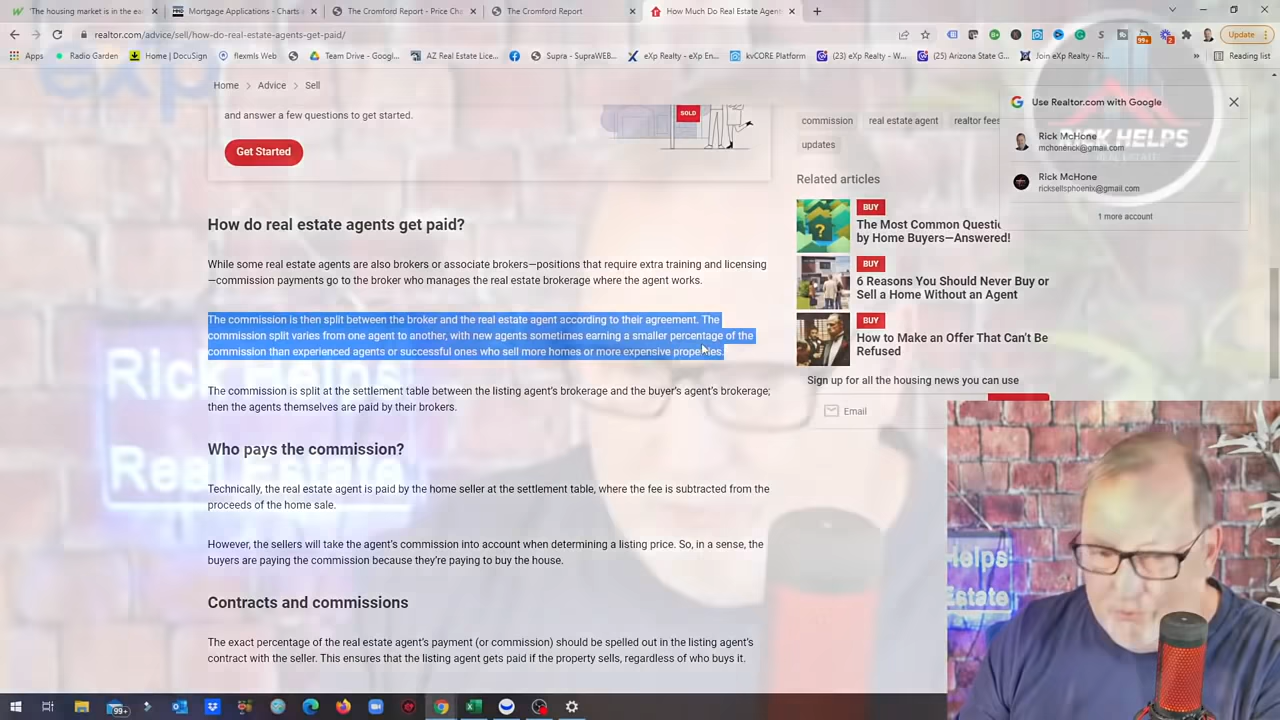 'The housing market is in the ea
Mortgage Applications - Charts
The Cromford Report - Price Cha
The Cromford Report
How Much Do Real Estate Agent
realtor.com/advice/sell/how-do-real-estate-agents-get-paid/
Update
Apps
Radio Garden
Home | DocuSign
flexmls Web
Team Drive - Google...
AZ Real Estate Lice...
Supra - SupraWEB...
eXp Realty - eXp En...
kvCORE Platform
(23) eXp Realty - W...
(25) Arizona State G...
Join eXp Realty - Ri...
Reading list
Home > Advice > Sell
and answer a few questions to get started.
Get Started
SOLD
commission real estate agent realtor fees
updates
Use Realtor.com with Google
Rick McHone
mchonerick@gmail.com
Rick McHone
ricksellsphoenix@gmail.com
1 more account
RICK HELPS
REAL ESTATE
Related articles
BUY
The Most Common Questi
by Home Buyers—Answered!
BUY
6 Reasons You Should Never Buy or
Sell a Home Without an Agent
BUY
How to Make an Offer That Can't Be
Refused
Sign up for all the housing news you can use
Email
How do real estate agents get paid?
While some real estate agents are also brokers or associate brokers—positions that require extra training and licensing
—commission payments go to the broker who manages the real estate brokerage where the agent works.
The commission is then split between the broker and the real estate agent according to their agreement. The
commission split varies from one agent to another, with new agents sometimes earning a smaller percentage of the
commission than experienced agents or successful ones who sell more homes or more expensive properties.
The commission is split at the settlement table between the listing agent's brokerage and the buyer's agent's brokerage;
then the agents themselves are paid by their brokers.
Who pays the commission?
Technically, the real estate agent is paid by the home seller at the settlement table, where the fee is subtracted from the
proceeds of the home sale.
However, the sellers will take the agent's commission into account when determining a listing price. So, in a sense, the
buyers are paying the commission because they're paying to buy the house.
Contracts and commissions
The exact percentage of the real estate agent's payment (or commission) should be spelled out in the listing agent's
contract with the seller. This ensures that the listing agent gets paid if the property sells, regardless of who buys it.
Helps
Estate
99+